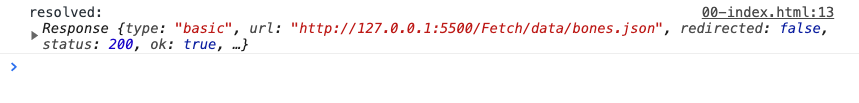 resolved: 00-index.html:13
Response {type: "basic", url: "http://127.0.0.1:5500/Fetch/data/bones.json", redirected: false,
status: 200, ok: true, …}